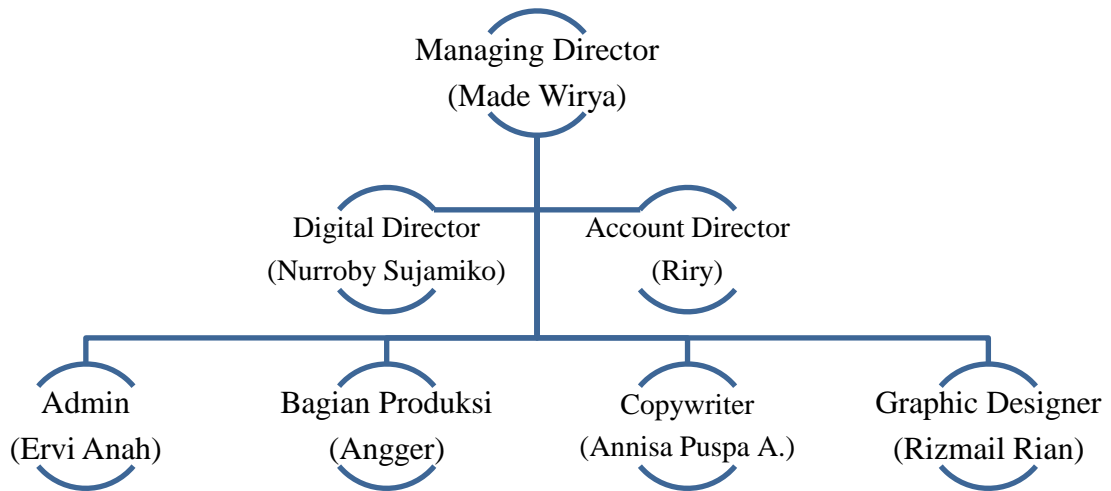 Managing Director
(Made Wirya)
Digital Director
(Nurroby Sujamiko)
Account Director
(Riry)
Admin
(Ervi Anah)
Bagian Produksi
(Angger)
Copywriter
(Annisa Puspa A.)
Graphic Designer
(Rizmail Rian)